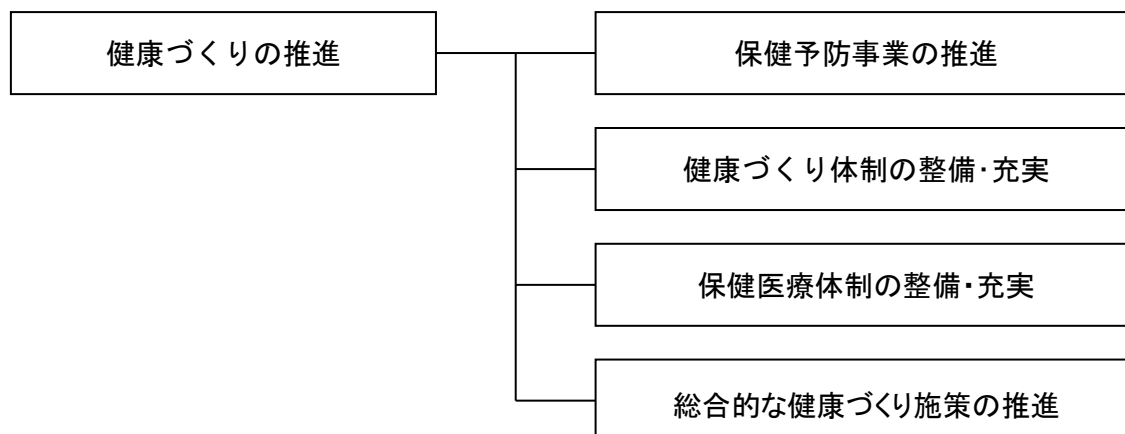 健康づくりの推進
保健予防事業の推進
健康づくり体制の整備･充実
保健医療体制の整備・充実
総合的な健康づくり施策の推進